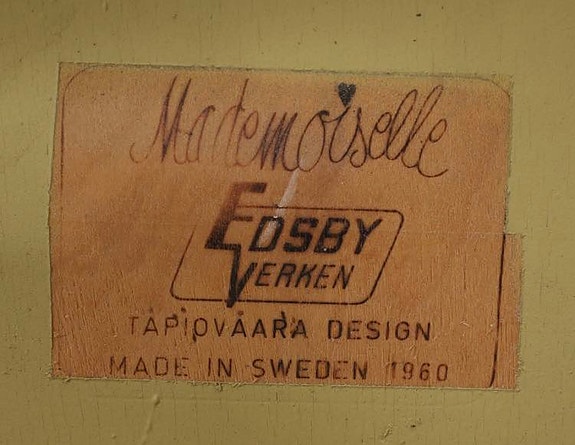 Mademoiselle
EDSBY
VERKEN
TAPIOVAARA DESIGN
MADE IN SWEDEN 1960